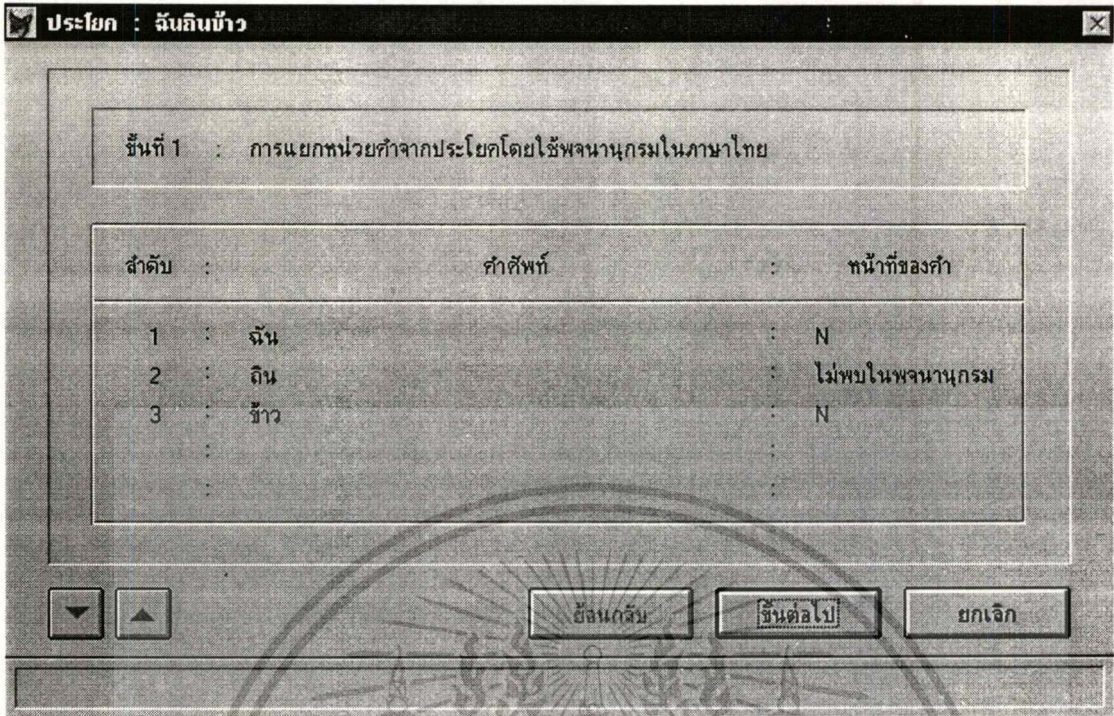 ประโยค : ฉันถินข้าว
ขั้นที่ 1 : การแยกหน่วยคำจากประโยคโดยใช้พจนานุกรมในภาษาไทย
ลำดับ : คำศัพท์ : หน้าที่ของคำ
1 : ฉัน : N
2 : ถิน : ไม่พบในพจนานุกรม
3 : ข้าว : N
: :
: :
ย้อนกลับ ขั้นต่อไป ยกเลิก